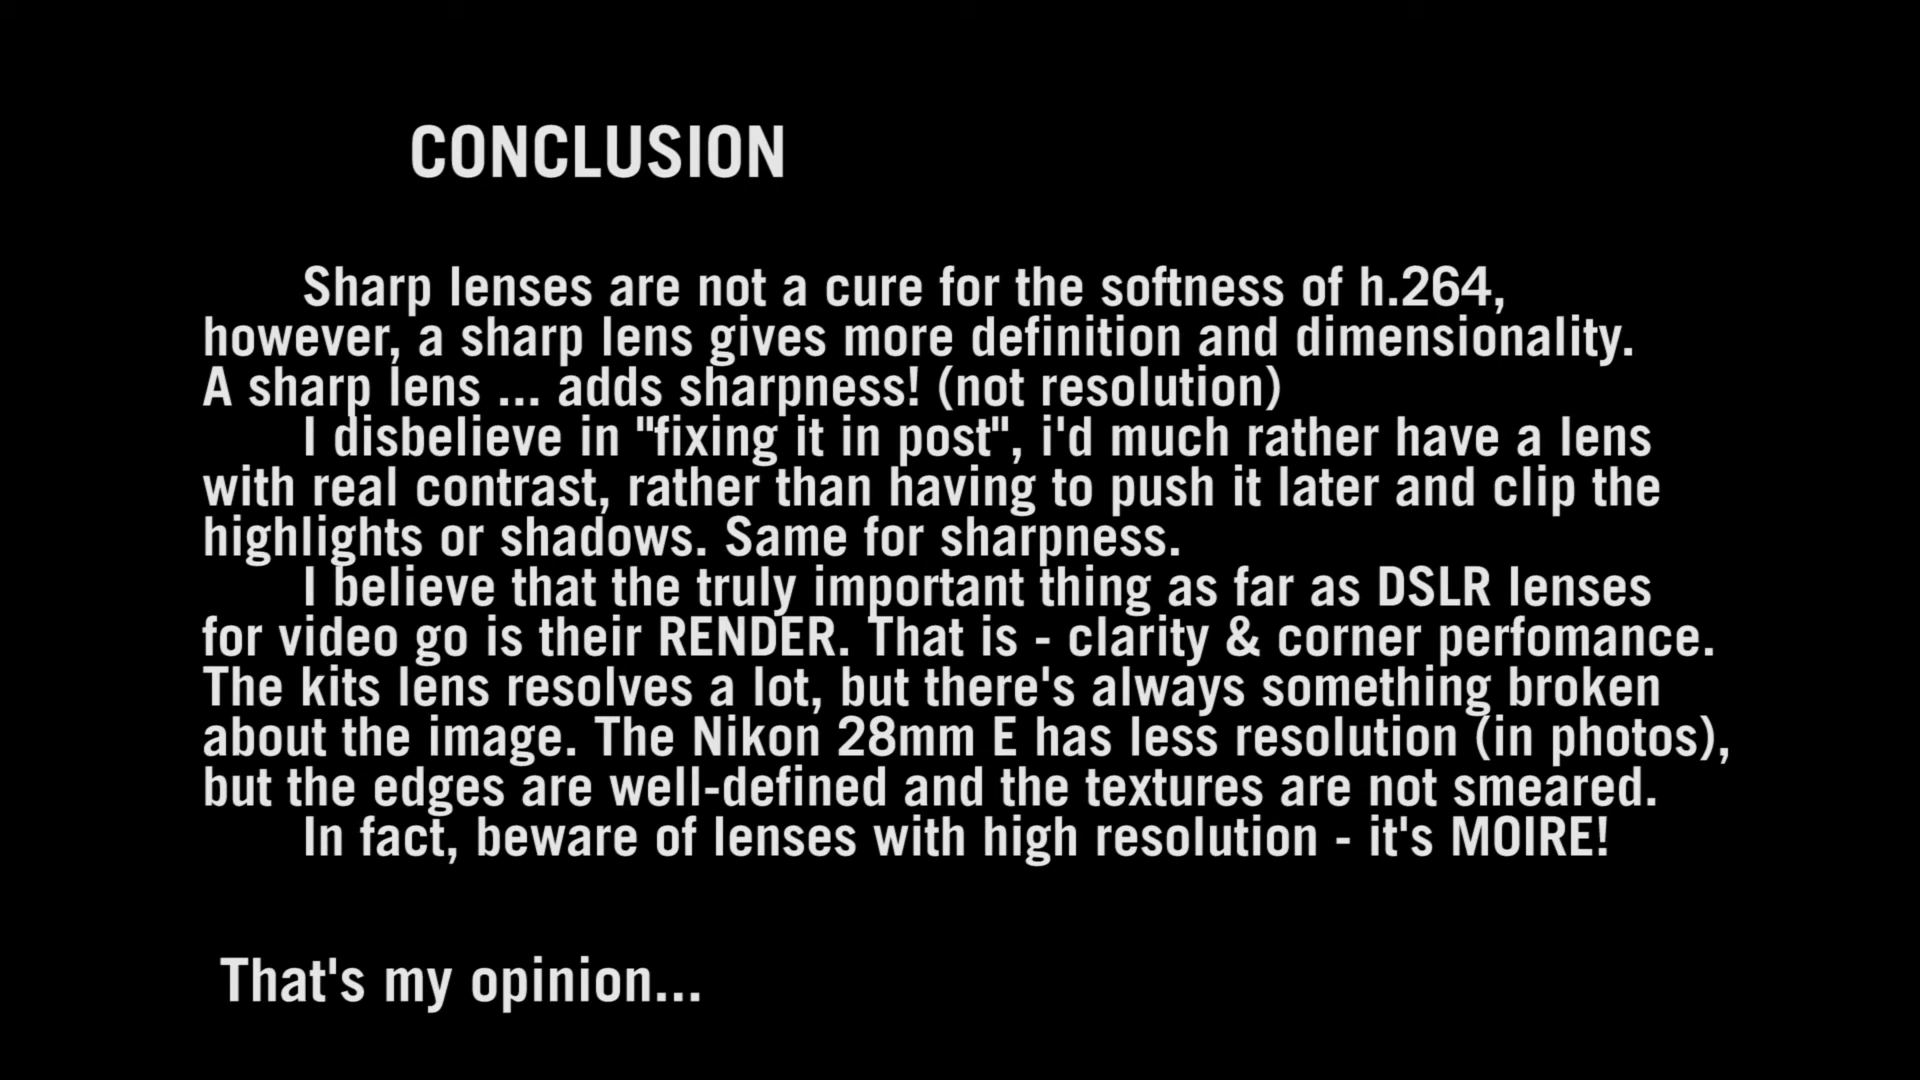 CONCLUSION
Sharp lenses are not a cure for the softness of h.264,
however, a sharp lens gives more definition and dimensionality.
A sharp lens ... adds sharpness! (not resolution)
I disbelieve in "fixing it in post", i'd much rather have a lens
with real contrast, rather than having to push it later and clip the
highlights or shadows. Same for sharpness.
I believe that the truly important thing as far as DSLR lenses
for video go is their RENDER. That is - clarity & corner perfomance.
The kits lens resolves a lot, but there's always something broken
about the image. The Nikon 28mm E has less resolution (in photos),
but the edges are well-defined and the textures are not smeared.
In fact, beware of lenses with high resolution - it's MOIRE!
That's my opinion...